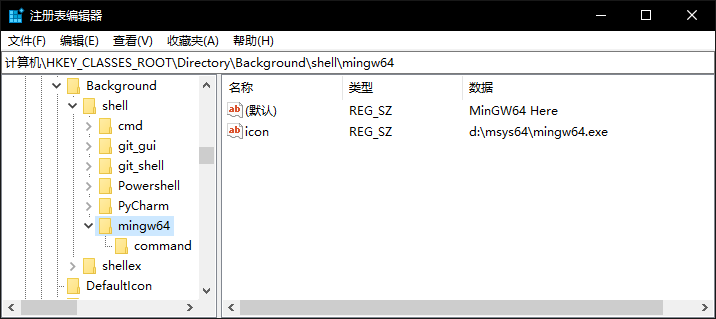 注册表编辑器
文件(F) 编辑(E) 查看(V) 收藏夹(A) 帮助(H)
计算机\HKEY_CLASSES_ROOT\Directory\Background\shell\mingw64
Background
shell
cmd
git_gui
git_shell
Powershell
PyCharm
mingw64
command
shellex
DefaultIcon
名称 类型 数据
ab (默认) REG_SZ MinGW64 Here
ab icon REG_SZ d:\msys64\mingw64.exe